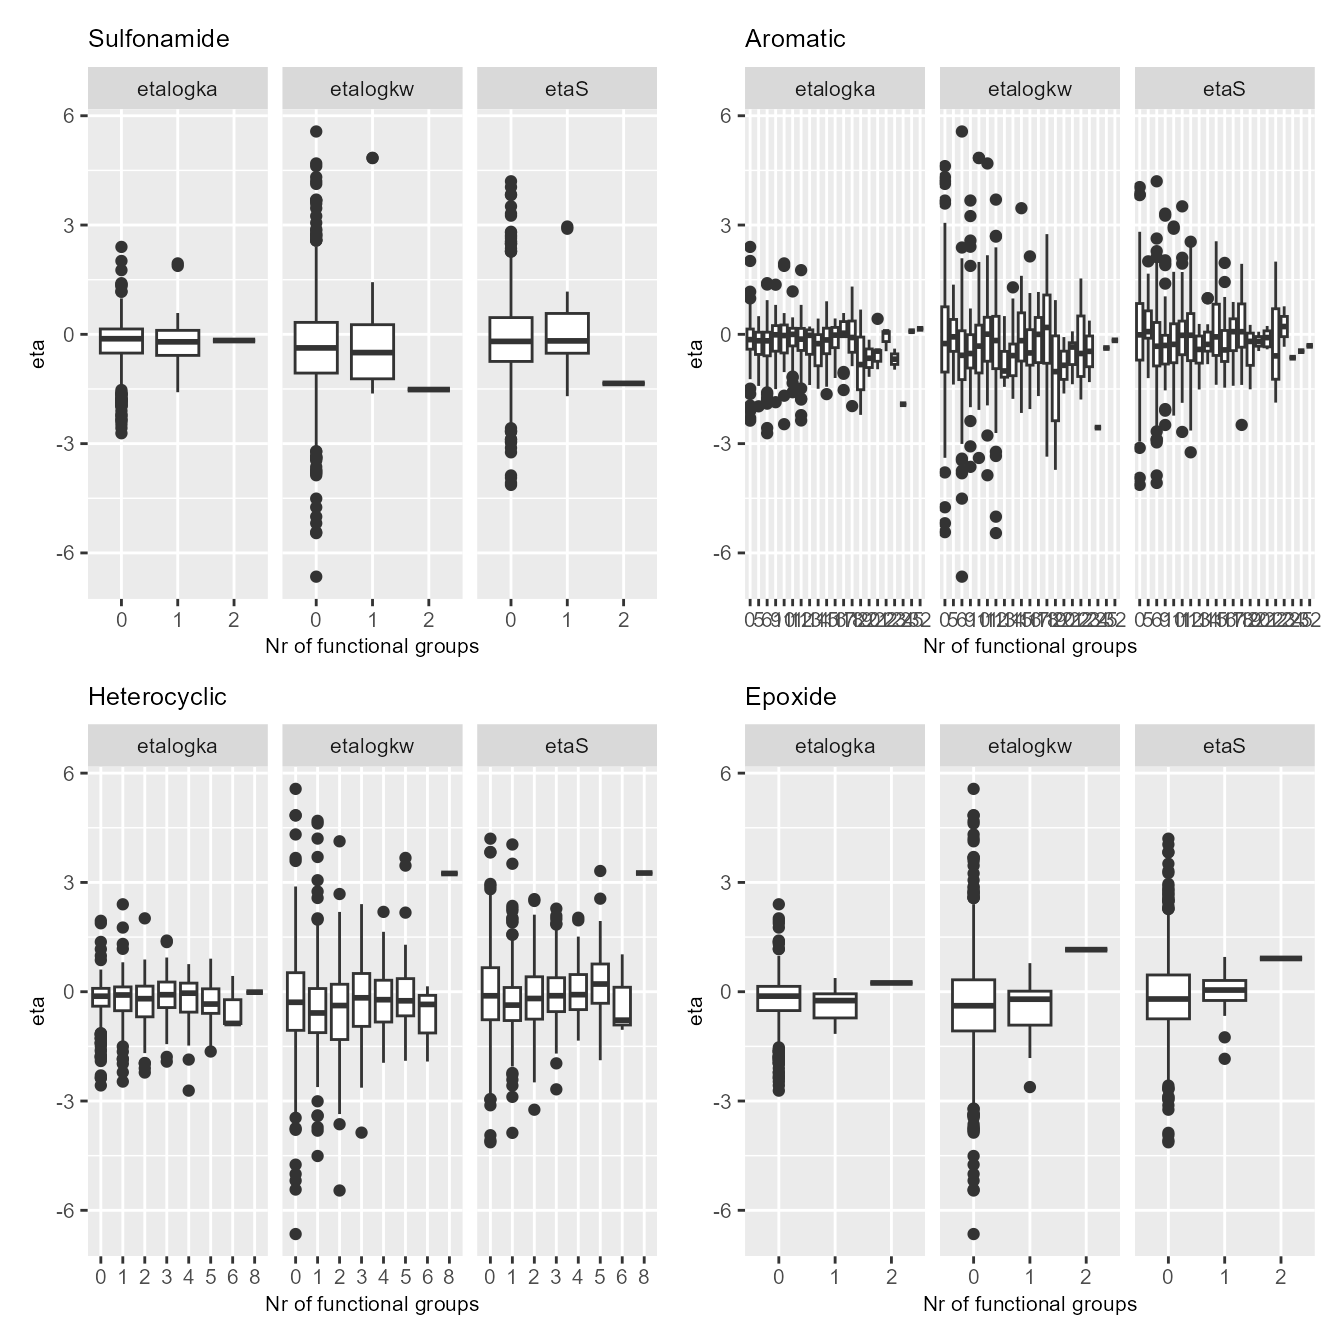 Sulfonamide
etalogka etalogkw etaS
6
3
0
-3
-6
eta
0 1 2 0 1 2 0 1 2
Nr of functional groups
Aromatic
etalogka etalogkw etaS
6
3
0
-3
-6
eta
Nr of functional groups
Heterocyclic
etalogka etalogkw etaS
6
3
0
-3
-6
eta
0 1 2 3 4 5 6 8 0 1 2 3 4 5 6 8 0 1 2 3 4 5 6 8
Nr of functional groups
Epoxide
etalogka etalogkw etaS
6
3
0
-3
-6
eta
0 1 2 0 1 2 0 1 2
Nr of functional groups